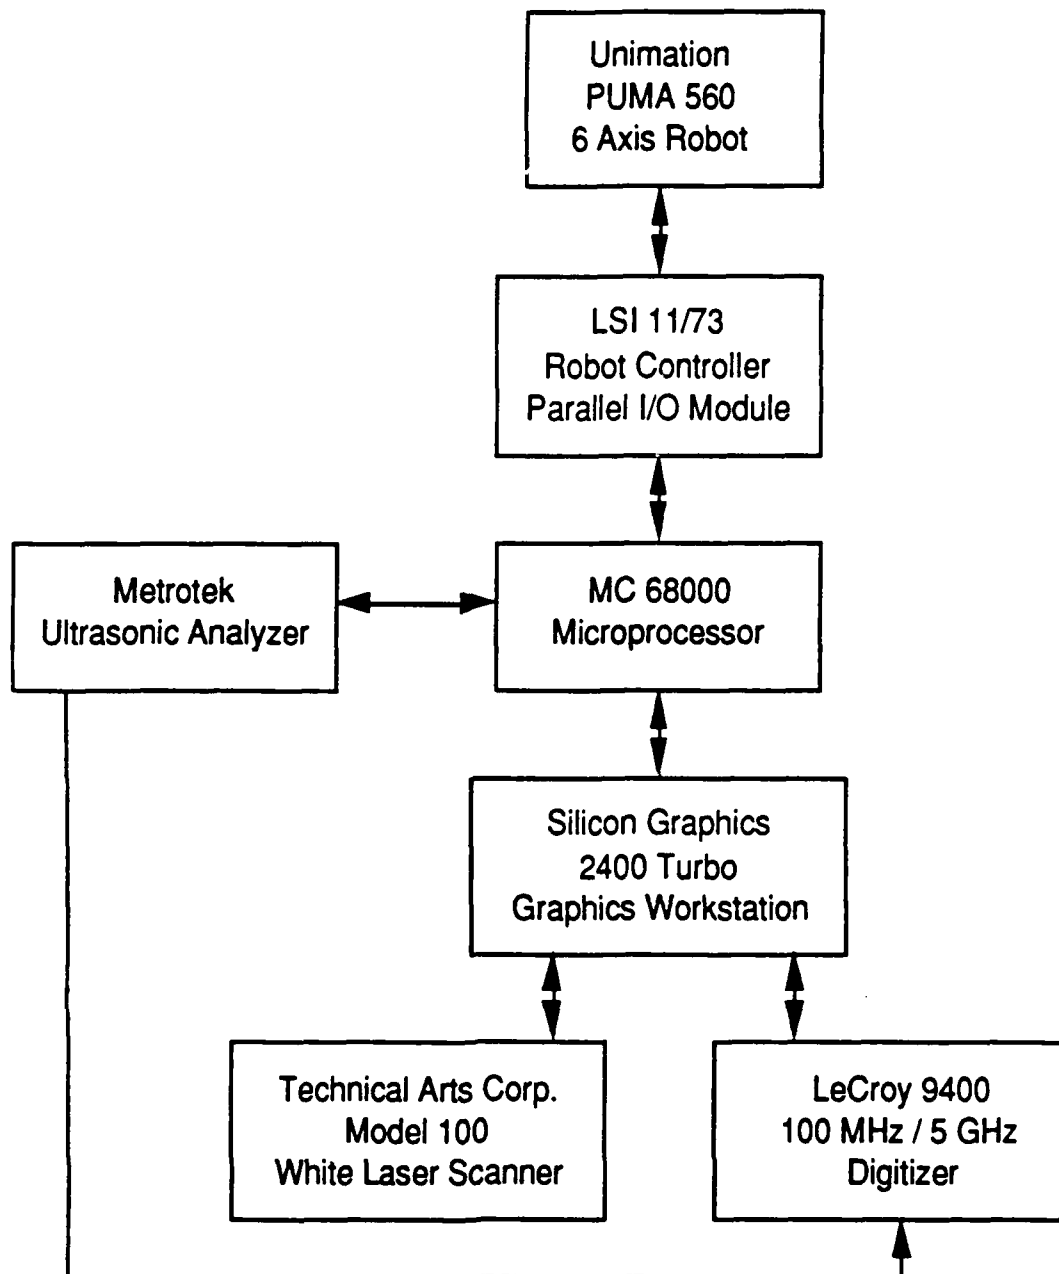 Unimation
PUMA 560
6 Axis Robot
LSI 11/73
Robot Controller
Parallel I/O Module
Metrotek
Ultrasonic Analyzer
MC 68000
Microprocessor
Silicon Graphics
2400 Turbo
Graphics Workstation
Technical Arts Corp.
Model 100
White Laser Scanner
LeCroy 9400
100 MHz / 5 GHz
Digitizer